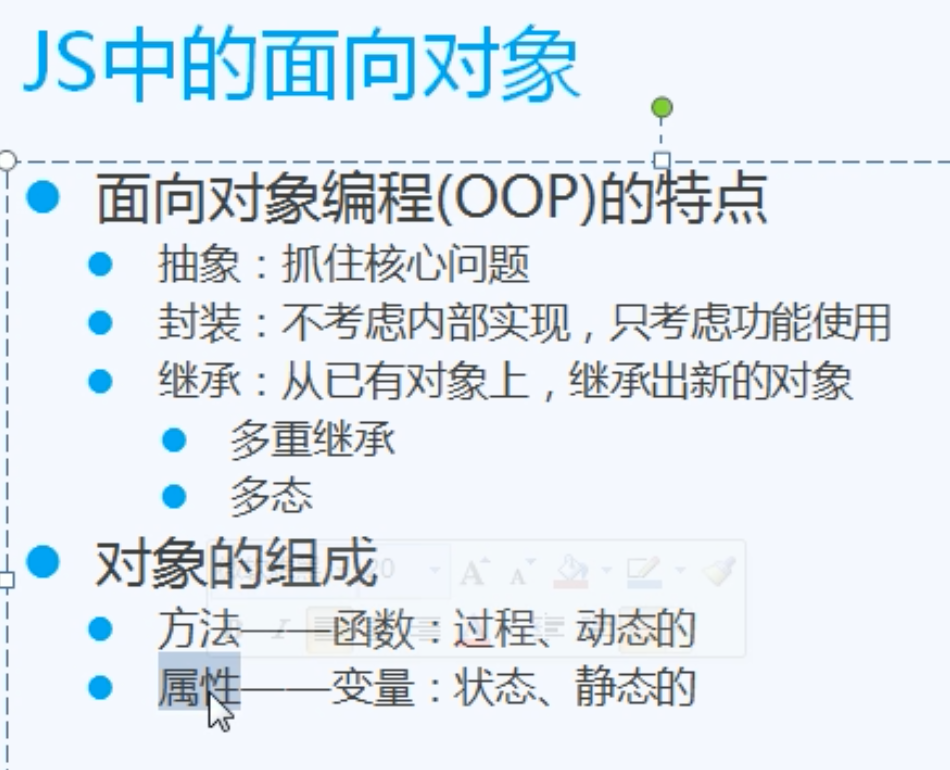 JS中的面向对象
面向对象编程(OOP)的特点
抽象：抓住核心问题
封装：不考虑内部实现，只考虑功能使用
继承：从已有对象上，继承出新的对象
多重继承
多态
对象的组成
方法——函数：过程、动态的
属性——变量：状态、静态的